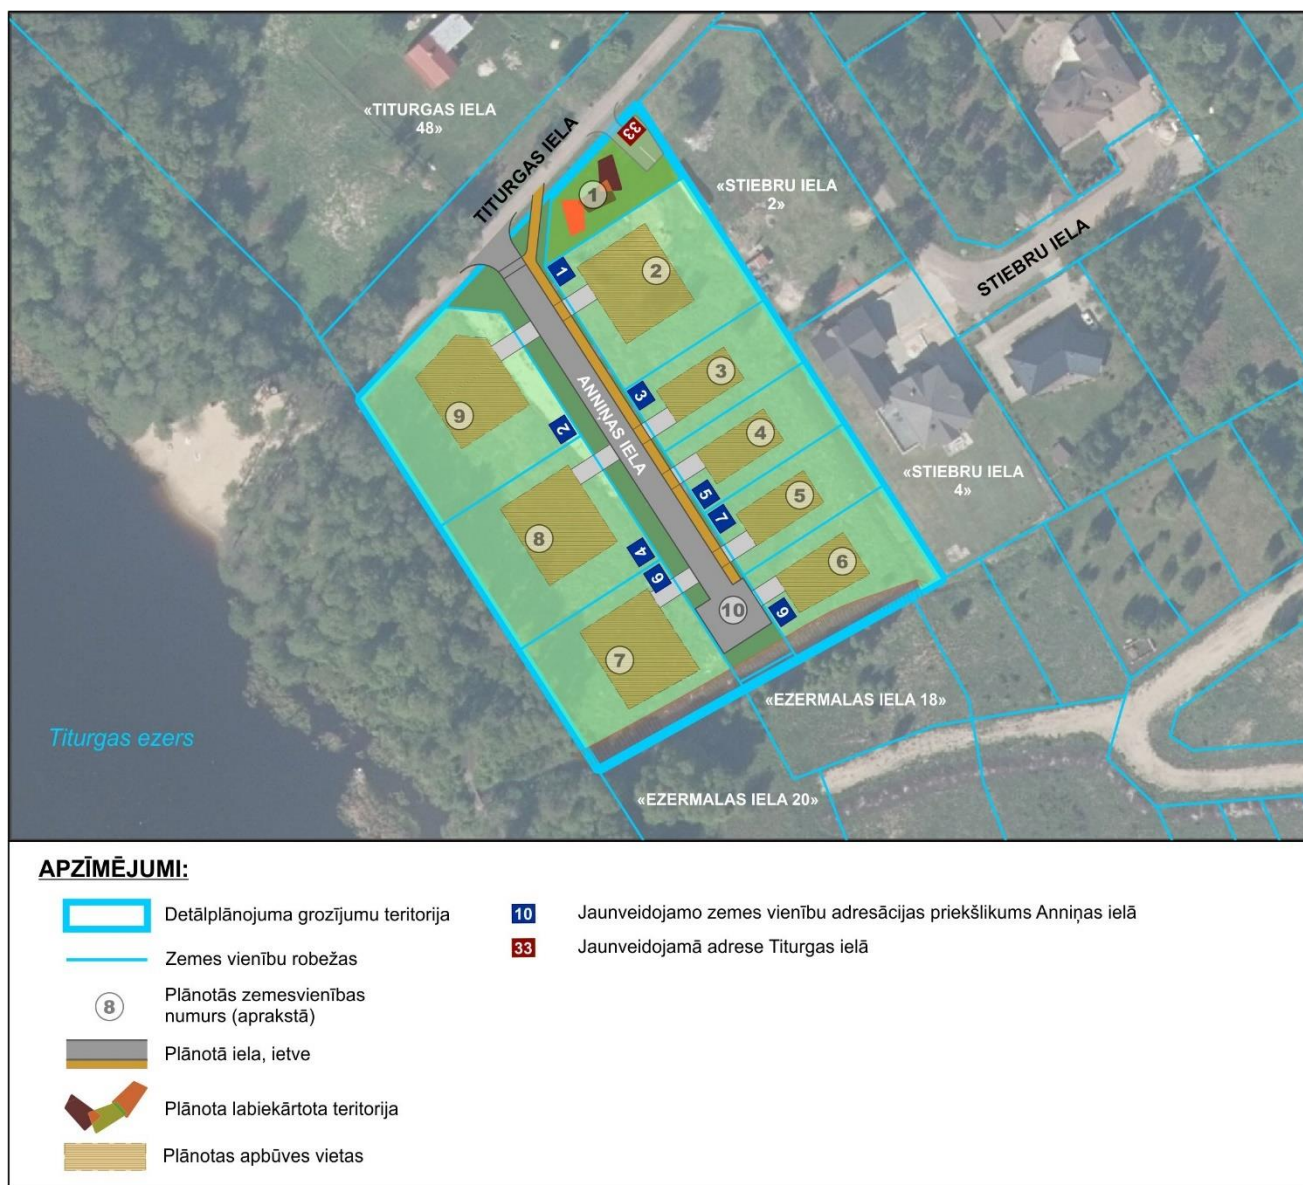 «TITURGAS IELA
48»
TITURGAS IELA
33
«STIEBRU IELA
2»
STIEBRU IELA
1
1
2
3
3
ANNIŅAS IELA
9
2
4
«STIEBRU IELA
4»
5
5
7
8
4
6
6
9
10
7
«EZERMALAS IELA 18»
Titurgas ezers
«EZERMALAS IELA 20»
APZĪMĒJUMI:
Detālplānojuma grozījumu teritorija
Zemes vienību robežas
8
Plānotās zemesvienības
numurs (aprakstā)
Plānotā iela, ietve
Plānota labiekārtota teritorija
Plānotas apbūves vietas
10
Jaunveidojamo zemes vienību adresācijas priekšlikums Anniņas ielā
33
Jaunveidojamā adrese Titurgas ielā